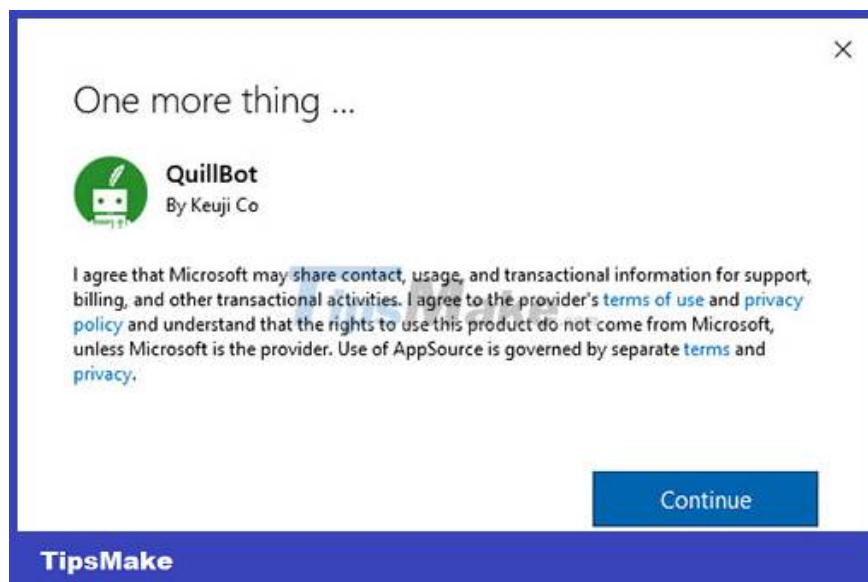 One more thing ...
QuillBot
By Keuji Co
I agree that Microsoft may share contact, usage, and transactional information for support,
billing, and other transactional activities. I agree to the provider's terms of use and privacy
policy and understand that the rights to use this product do not come from Microsoft,
unless Microsoft is the provider. Use of AppSource is governed by separate terms and
privacy.
TipsMake
Continue
TipsMake